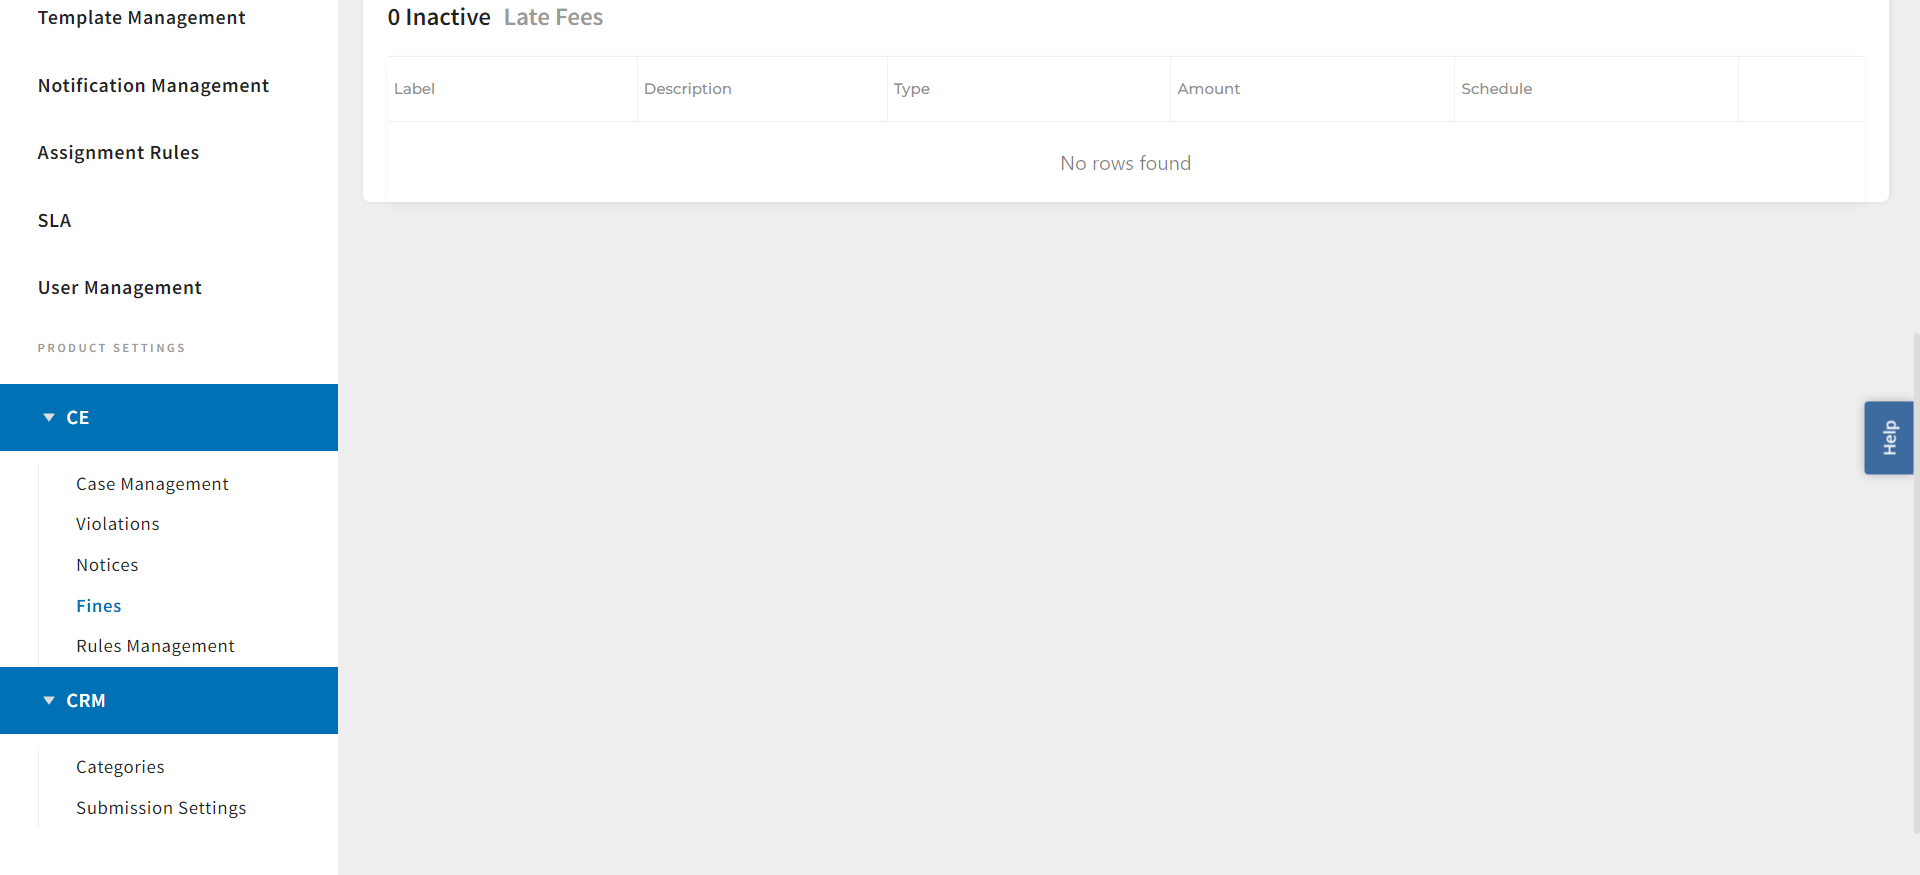 Template Management
Notification Management
Assignment Rules
SLA
User Management
PRODUCT SETTINGS
CE
Case Management
Violations
Notices
Fines
Rules Management
CRM
Categories
Submission Settings
0 Inactive Late Fees
Label Description Type Amount Schedule
No rows found
Help